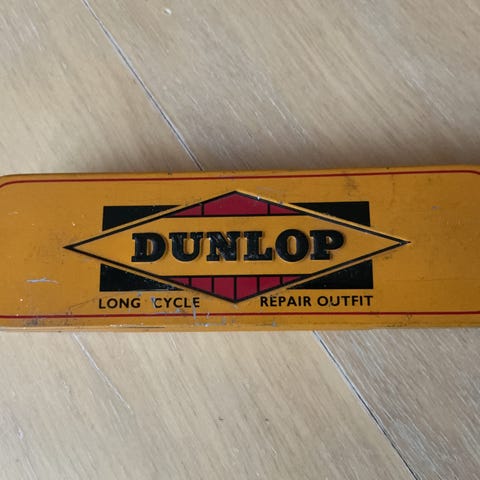 DUNLOP
LONG CYCLE REPAIR OUTFIT